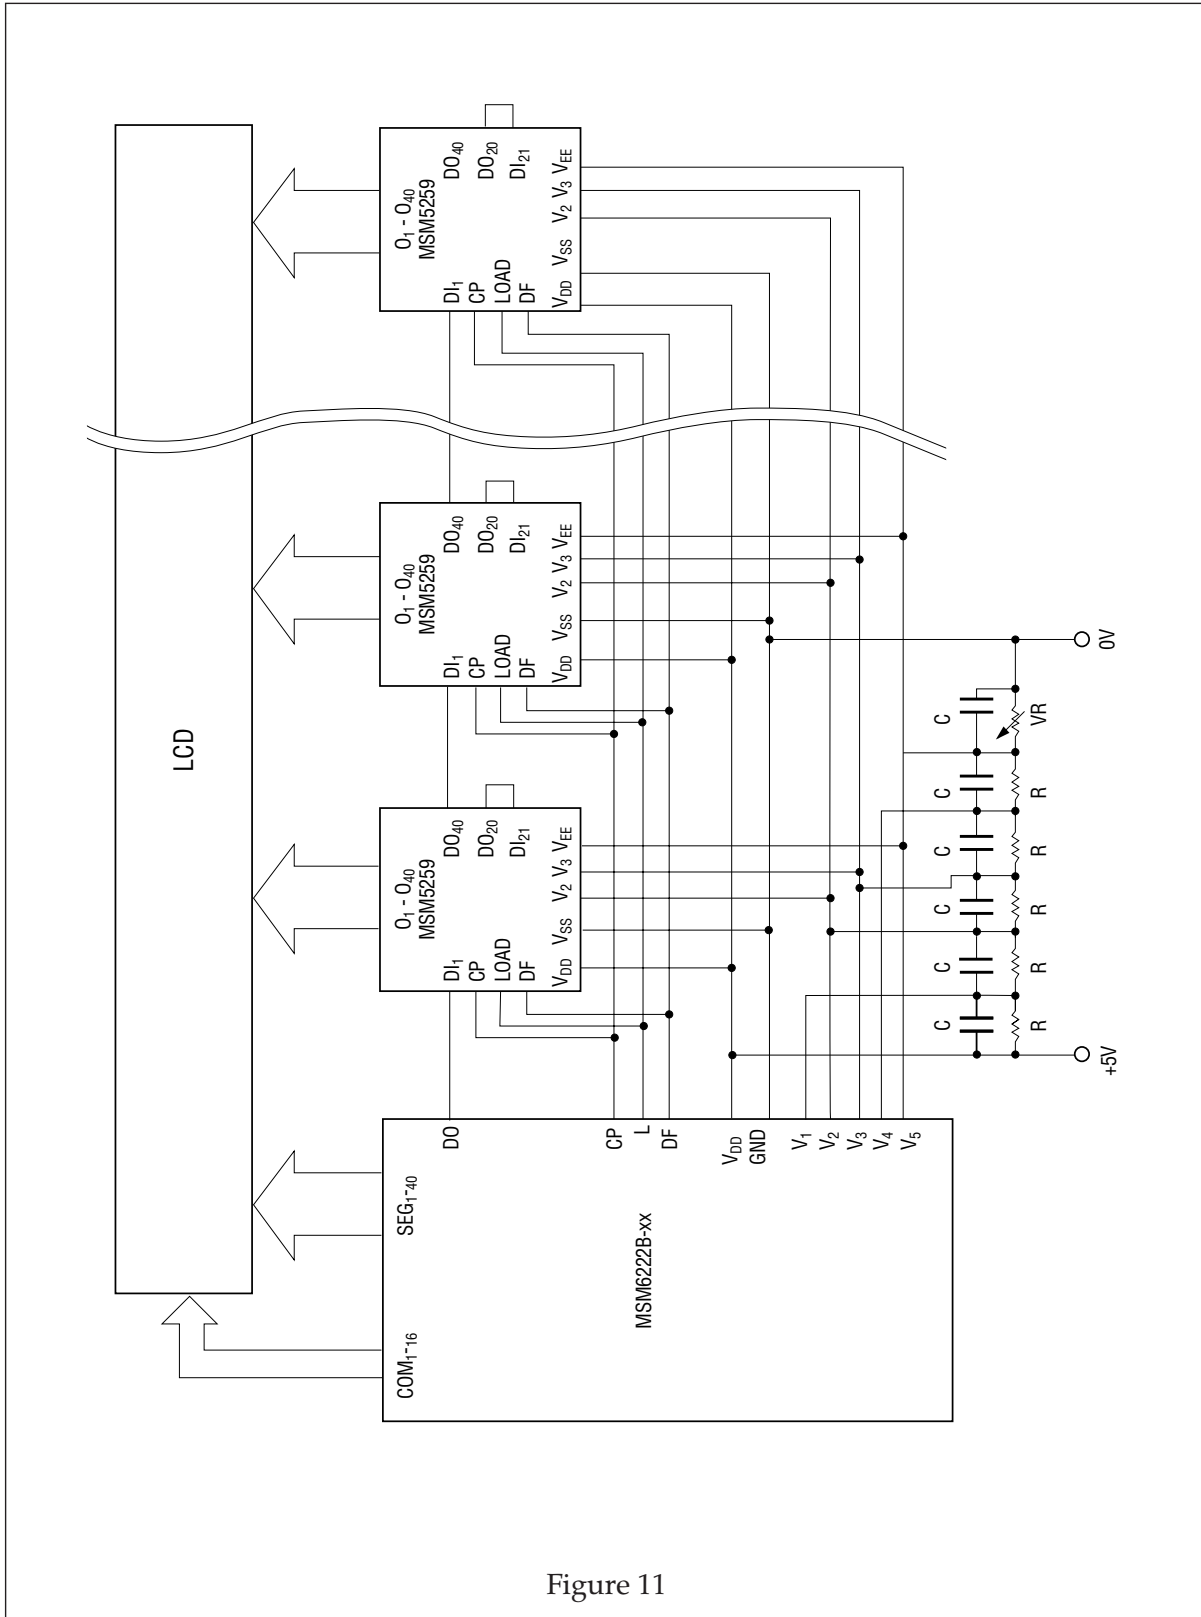 LCD
O1 - O40
MSM5259
DI1
CP
LOAD
DF
DO40
DO20
DI21
VDD
VSS
V2
V3
VEE
O1 - O40
MSM5259
DI1
CP
LOAD
DF
DO40
DO20
DI21
VDD
VSS
V2
V3
VEE
O1 - O40
MSM5259
DI1
CP
LOAD
DF
DO40
DO20
DI21
VDD
VSS
V2
V3
VEE
COM1-16
SEG1-40
DO
MSM6222B-xx
CP
L
DF
VDD
GND
V1
V2
V3
V4
V5
C
C
C
C
C
C
R
R
R
R
R
VR
+5V
0V
Figure 11